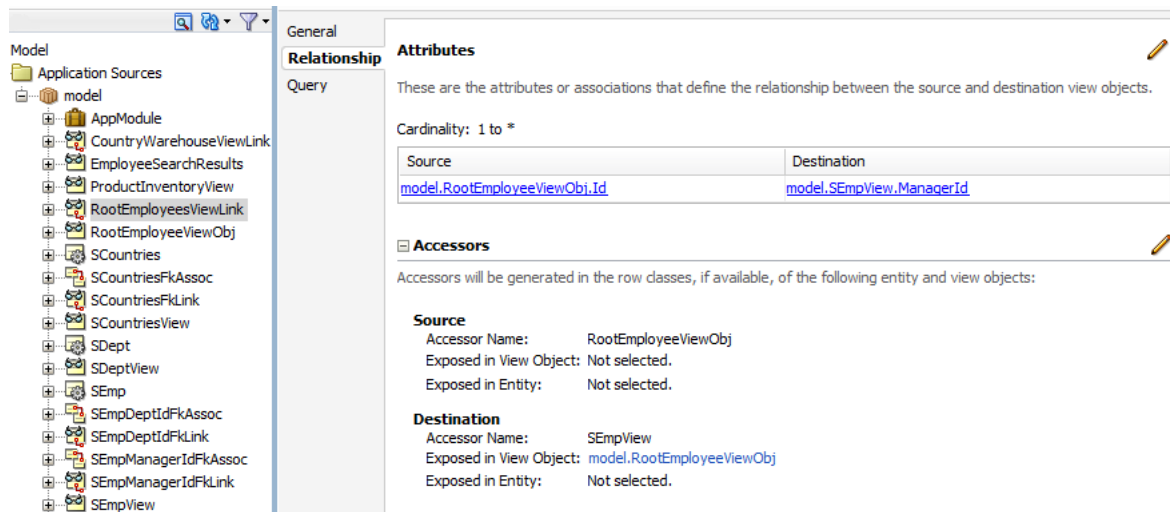 Model
Application Sources
model
AppModule
CountryWarehouseViewLink
EmployeeSearchResults
ProductInventoryView
RootEmployeesViewLink
RootEmployeeViewObj
SCountries
SCountriesFkAssoc
SCountriesFkLink
SCountriesView
SDept
SDeptView
SEmp
SEmpDeptIdFkAssoc
SEmpDeptIdFkLink
SEmpManagerIdFkAssoc
SEmpManagerIdFkLink
SEmpView
General
Relationship
Query
Attributes
These are the attributes or associations that define the relationship between the source and destination view objects.
Cardinality: 1 to *
Source Destination
model.RootEmployeeViewObj.Id model.SEmpView.ManagerId
Accessors
Accessors will be generated in the row classes, if available, of the following entity and view objects:
Source
Accessor Name: RootEmployeeViewObj
Exposed in View Object: Not selected.
Exposed in Entity: Not selected.
Destination
Accessor Name: SEmpView
Exposed in View Object: model.RootEmployeeViewObj
Exposed in Entity: Not selected.